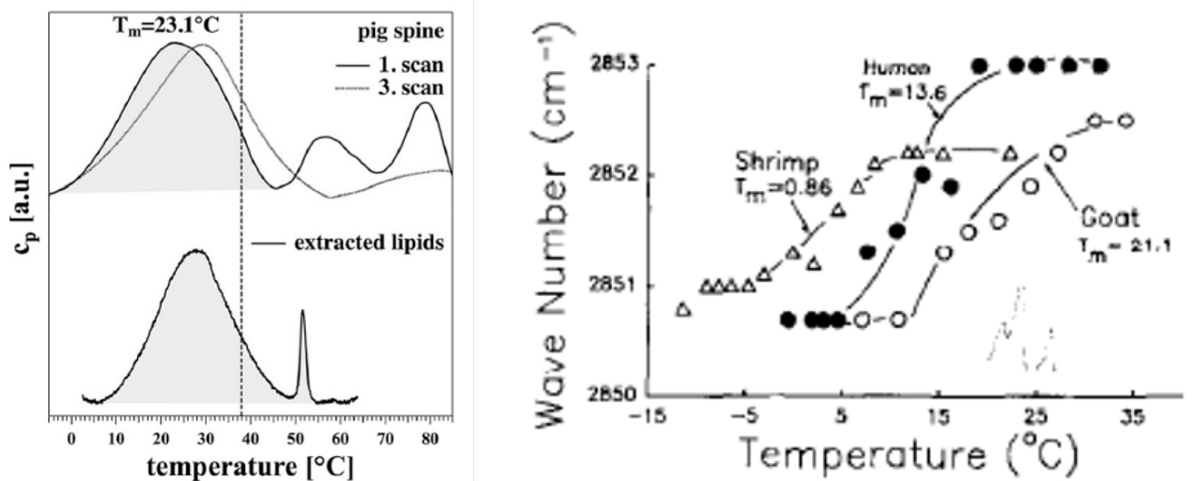 Tm=23.1°C
pig spine
1. scan
3. scan
extracted lipids
cp [a.u.]
0 10 20 30 40 50 60 70 80
temperature [°C]
Wave Number (cm⁻¹)
2853
2852
2851
2850
Human
Tm=13.6
Shrimp
Tm=0.86
Goat
Tm= 21.1
-15 -5 5 15 25 35
Temperature (°C)